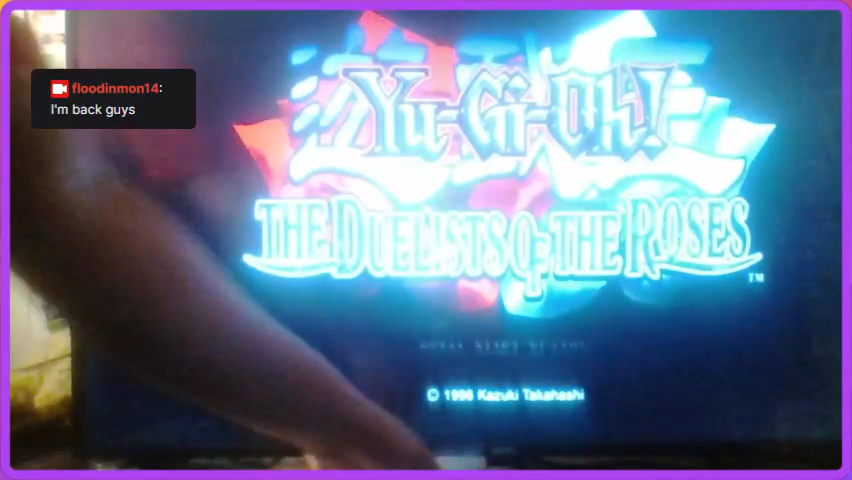 floodinmon14:
I'm back guys
Yu-Gi-Oh!
THE DUELISTS OF THE ROSES
TM
© 1996 Kazuki Takahashi